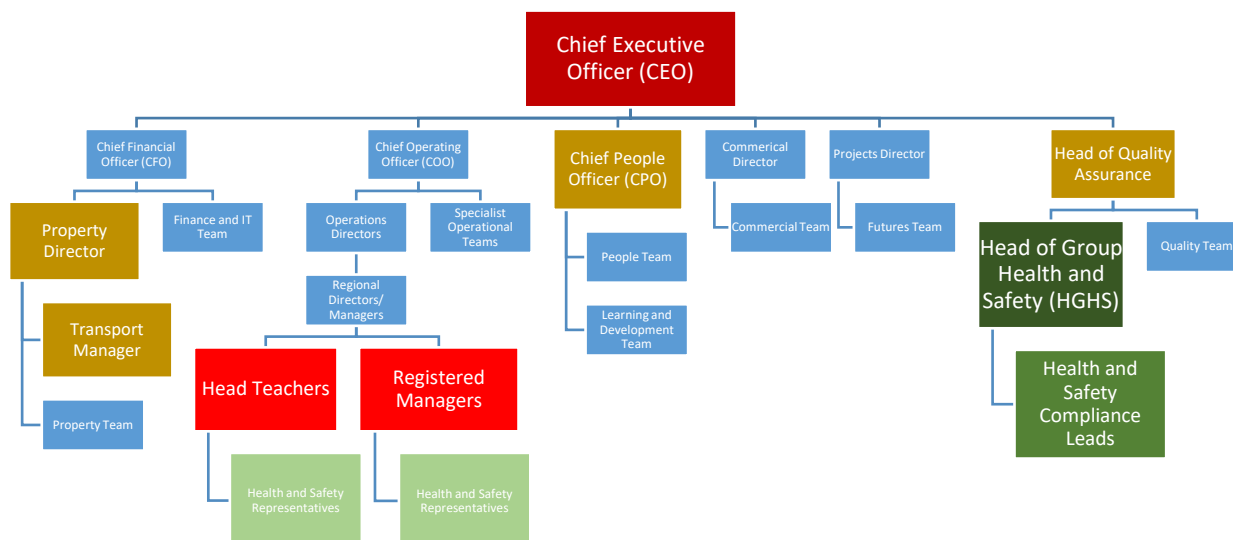 Chief Executive
Officer (CEO)
Chief Financial
Officer (CFO)
Chief Operating
Officer (COO)
Chief People
Officer (CPO)
Commerical
Director
Projects Director
Head of Quality
Assurance
Property
Director
Finance and IT
Team
Operations
Directors
Specialist
Operational
Teams
People Team
Commercial Team
Futures Team
Head of Group
Health and
Safety (HGHS)
Quality Team
Transport
Manager
Regional
Directors/
Managers
Learning and
Development
Team
Property Team
Head Teachers
Registered
Managers
Health and
Safety
Compliance
Leads
Health and Safety
Representatives
Health and Safety
Representatives